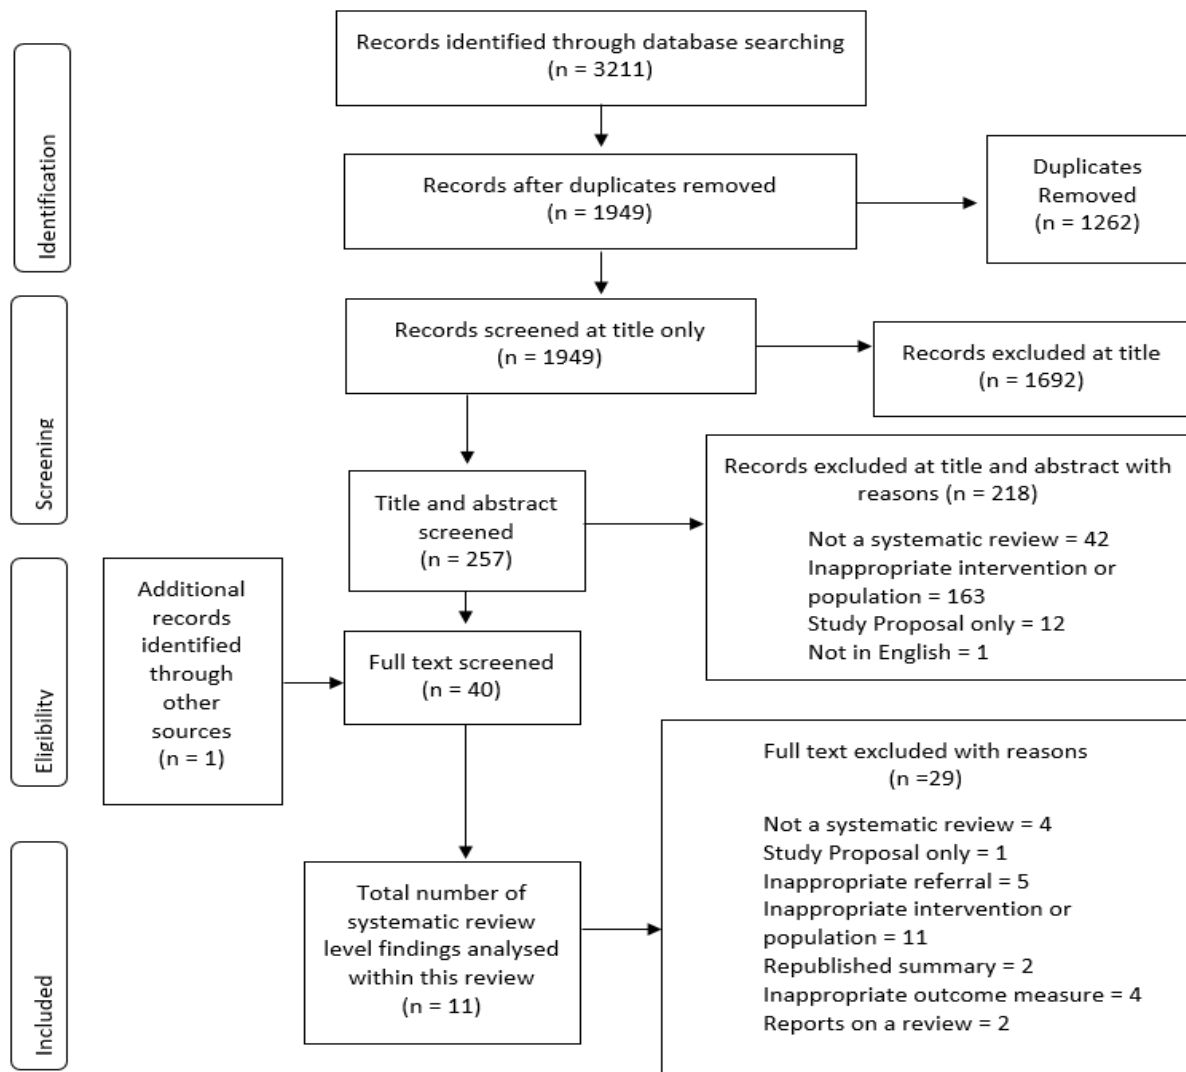 Records identified through database searching
(n = 3211)
Identification
Records after duplicates removed
(n = 1949)
Duplicates
Removed
(n = 1262)
Screening
Records screened at title only
(n = 1949)
Records excluded at title
(n = 1692)
Title and abstract
screened
(n = 257)
Records excluded at title and abstract with
reasons (n = 218)
Not a systematic review = 42
Inappropriate intervention or
population = 163
Study Proposal only = 12
Not in English = 1
Eligibility
Additional
records
identified
through
other
sources
(n = 1)
Full text screened
(n = 40)
Full text excluded with reasons
(n =29)
Not a systematic review = 4
Study Proposal only = 1
Inappropriate referral = 5
Inappropriate intervention or
population = 11
Republished summary = 2
Inappropriate outcome measure = 4
Reports on a review = 2
Included
Total number of
systematic review
level findings analysed
within this review
(n = 11)